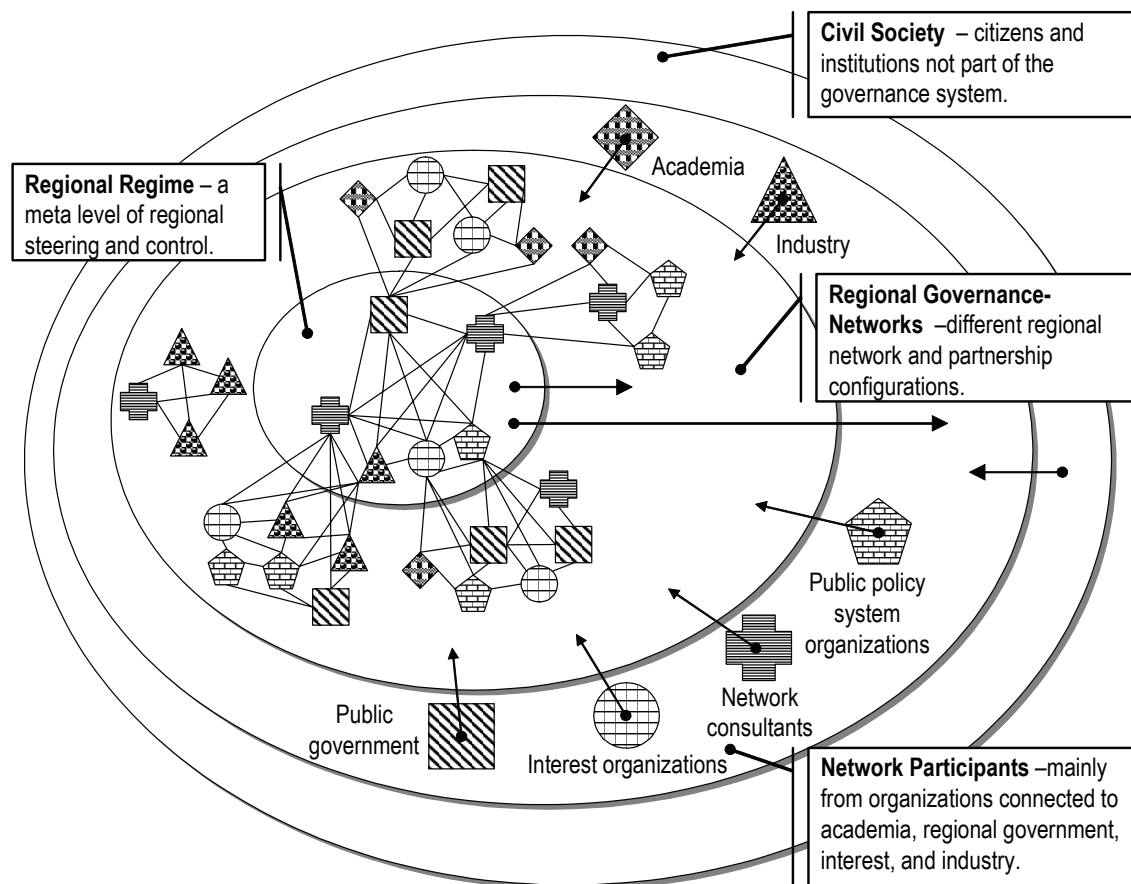 Civil Society – citizens and
institutions not part of the
governance system.
Academia
Regional Regime – a
meta level of regional
steering and control.
Industry
Regional Governance-
Networks –different regional
network and partnership
configurations.
Public policy
system
organizations
Network
consultants
Public
government
Interest organizations
Network Participants –mainly
from organizations connected to
academia, regional government,
interest, and industry.